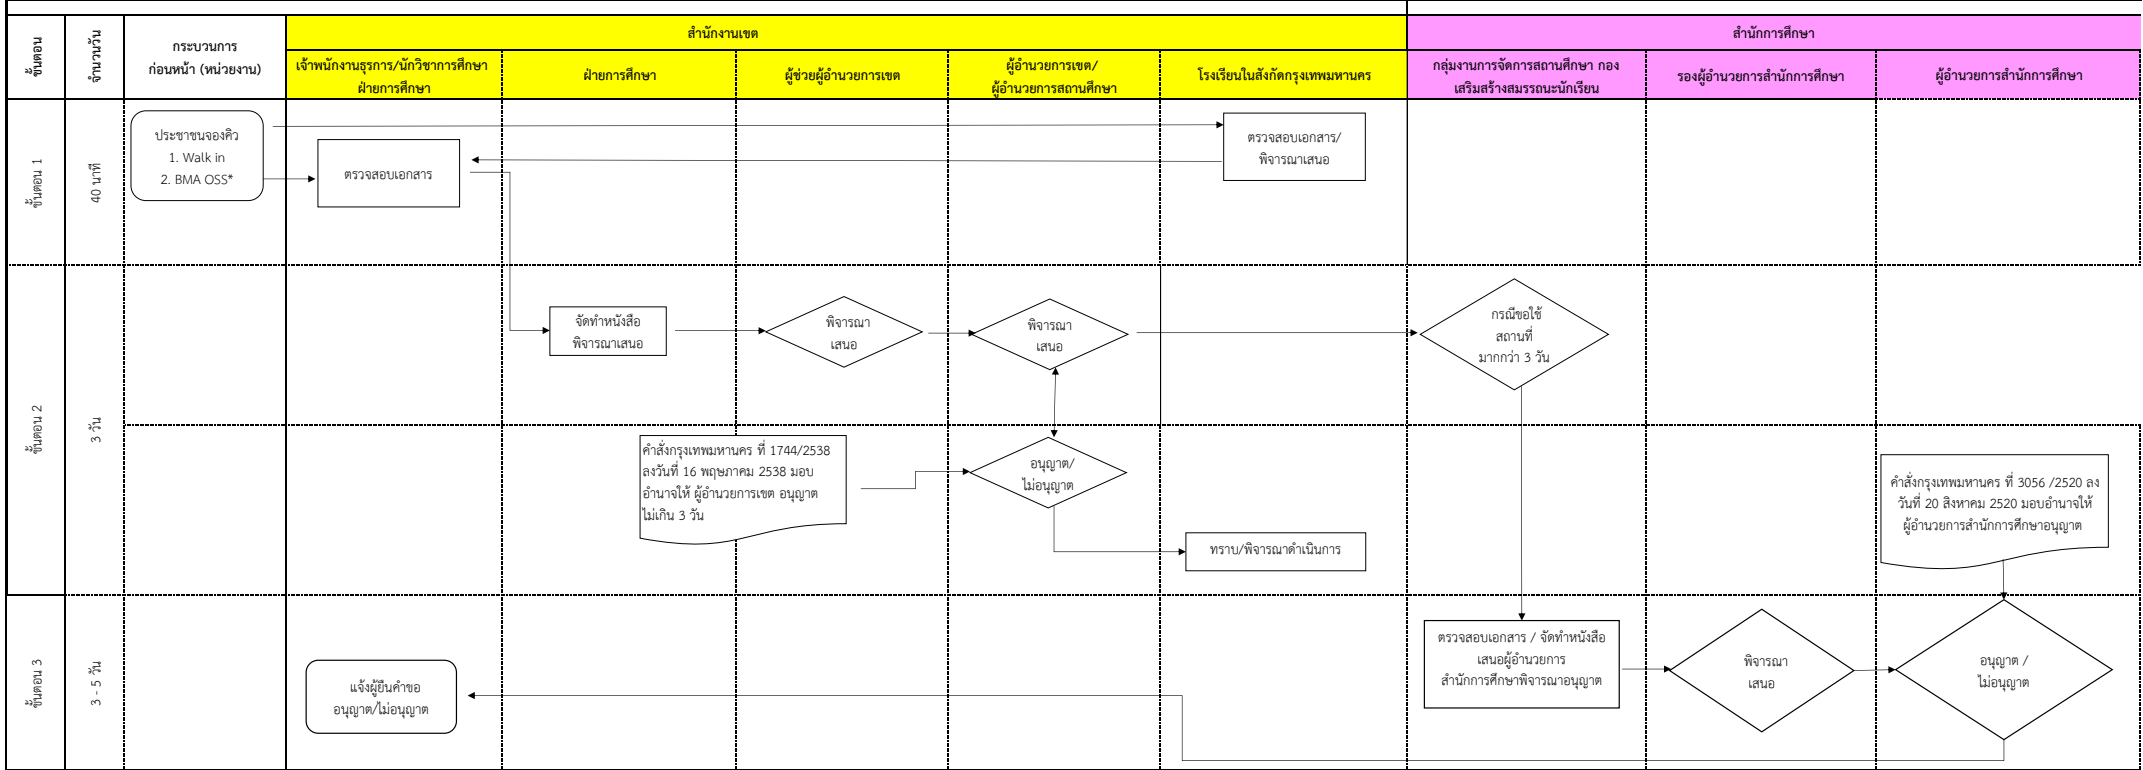 สำนักงานเขต
สำนักการศึกษา
ขั้นตอน
จำนวนวัน
กระบวนการ
ก่อนหน้า (หน่วยงาน)
เจ้าพนักงานธุรการ/นักวิชาการศึกษา
ฝ่ายการศึกษา
ฝ่ายการศึกษา
ผู้ช่วยผู้อำนวยการเขต
ผู้อำนวยการเขต/
ผู้อำนวยการสถานศึกษา
โรงเรียนในสังกัดกรุงเทพมหานคร
กลุ่มงานการจัดการสถานศึกษา กอง
เสริมสร้างสมรรถนะนักเรียน
รองผู้อำนวยการสำนักการศึกษา
ผู้อำนวยการสำนักการศึกษา
ขั้นตอน 1
40 นาที
ประชาชนจองคิว
1. Walk in
2. BMA OSS*
ตรวจสอบเอกสาร
ตรวจสอบเอกสาร/
พิจารณาเสนอ
ขั้นตอน 2
3 วัน
จัดทำหนังสือ
พิจารณาเสนอ
พิจารณา
เสนอ
พิจารณา
เสนอ
กรณีขอใช้
สถานที่
มากกว่า 3 วัน
คำสั่งกรุงเทพมหานคร ที่ 1744/2538
ลงวันที่ 16 พฤษภาคม 2538 มอบ
อำนาจให้ ผู้อำนวยการเขต อนุญาต
ไม่เกิน 3 วัน
อนุญาต/
ไม่อนุญาต
ทราบ/พิจารณาดำเนินการ
คำสั่งกรุงเทพมหานคร ที่ 3056 /2520 ลง
วันที่ 20 สิงหาคม 2520 มอบอำนาจให้
ผู้อำนวยการสำนักการศึกษาอนุญาต
ขั้นตอน 3
3 - 5 วัน
แจ้งผู้ยืนคำขอ
อนุญาต/ไม่อนุญาต
ตรวจสอบเอกสาร / จัดทำหนังสือ
เสนอผู้อำนวยการ
สำนักการศึกษาพิจารณาอนุญาต
พิจารณา
เสนอ
อนุญาต /
ไม่อนุญาต